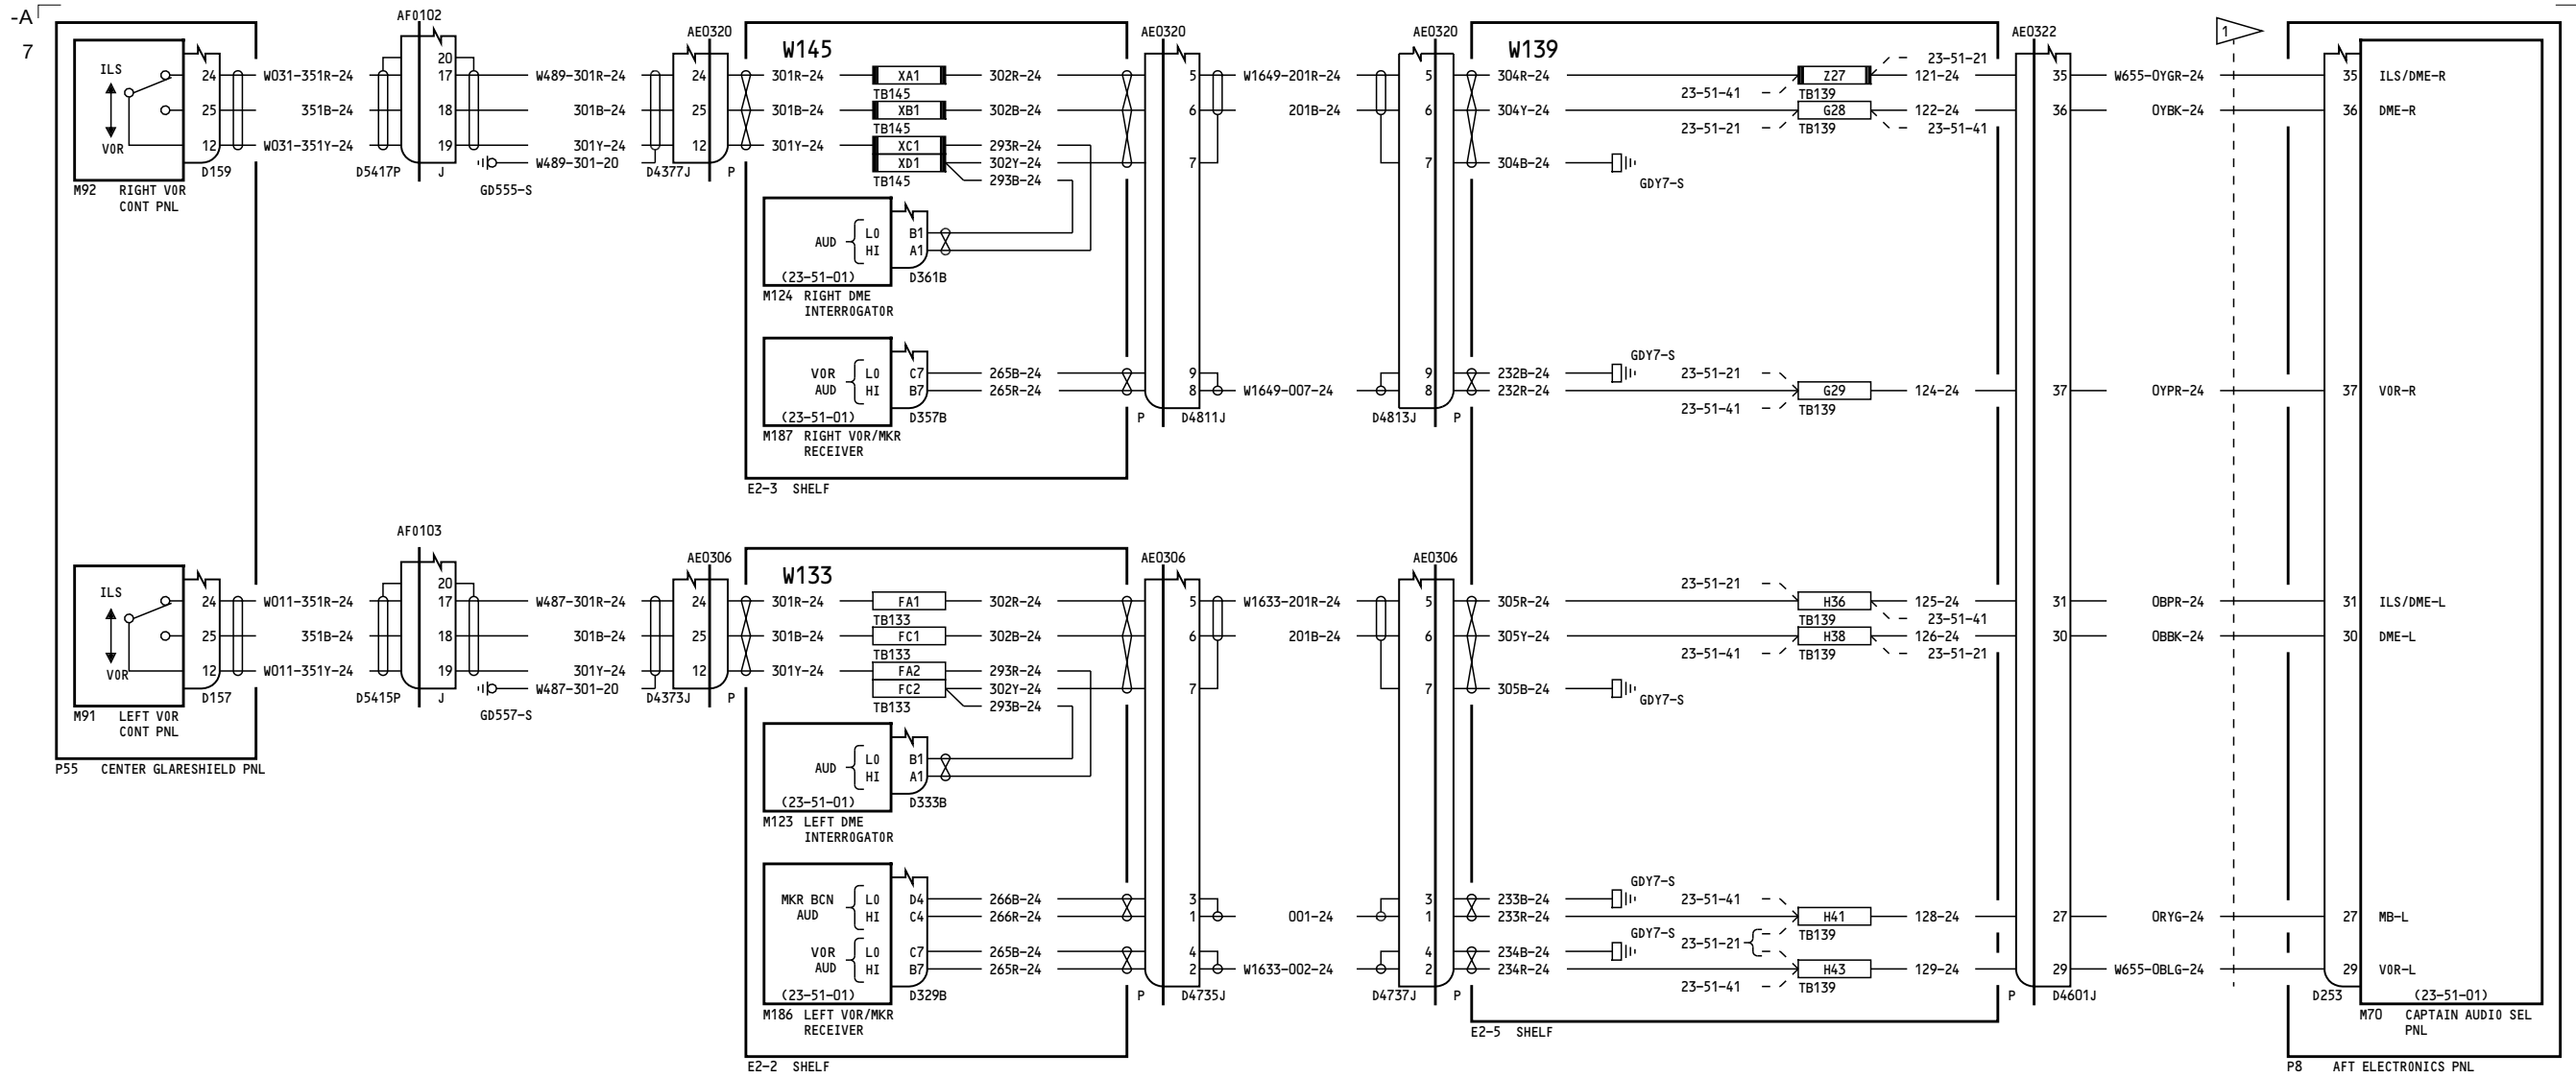 -A
7
AF0102
AE0320
AE0320
AE0320
AE0322
1
W145
W139
ILS
VOR
24
25
12
W031-351R-24
351B-24
W031-351Y-24
20
17
18
19
W489-301R-24
301B-24
301Y-24
W489-301-20
24
25
12
301R-24
301B-24
301Y-24
XA1
TB145
XB1
TB145
XC1
XD1
TB145
302R-24
302B-24
293R-24
302Y-24
293B-24
5
6
7
W1649-201R-24
201B-24
5
6
7
304R-24
304Y-24
304B-24
GDY7-S
23-51-41
23-51-21
Z27
TB139
G28
TB139
23-51-21
121-24
122-24
23-51-41
35
36
W655-0YGR-24
0YBK-24
35
36
ILS/DME-R
DME-R
M92 RIGHT VOR
CONT PNL
D159
D5417P
J
GD555-S
D4377J
P
AUD
LO
HI
B1
A1
(23-51-01)
D361B
M124 RIGHT DME
INTERROGATOR
VOR
AUD
LO
HI
C7
B7
(23-51-01)
D357B
M187 RIGHT VOR/MKR
RECEIVER
265B-24
265R-24
9
8
W1649-007-24
9
8
P
D4811J
D4813J
P
232B-24
232R-24
GDY7-S
23-51-21
23-51-41
G29
TB139
124-24
37
0YPR-24
37
VOR-R
E2-3 SHELF
AF0103
AE0306
AE0306
AE0306
W133
ILS
VOR
24
25
12
W011-351R-24
351B-24
W011-351Y-24
20
17
18
19
W487-301R-24
301B-24
301Y-24
W487-301-20
24
25
12
301R-24
301B-24
301Y-24
FA1
TB133
FC1
TB133
FA2
FC2
TB133
302R-24
302B-24
293R-24
302Y-24
293B-24
5
6
7
W1633-201R-24
201B-24
5
6
7
305R-24
305Y-24
305B-24
GDY7-S
23-51-21
23-51-41
H36
TB139
H38
TB139
125-24
23-51-41
126-24
23-51-21
31
30
0BPR-24
0BBK-24
31
30
ILS/DME-L
DME-L
M91 LEFT VOR
CONT PNL
D157
D5415P
J
GD557-S
D4373J
P
P55 CENTER GLARESHIELD PNL
AUD
LO
HI
B1
A1
(23-51-01)
D333B
M123 LEFT DME
INTERROGATOR
MKR BCN
AUD
LO
HI
D4
C4
VOR
AUD
LO
HI
C7
B7
(23-51-01)
D329B
M186 LEFT VOR/MKR
RECEIVER
266B-24
266R-24
265B-24
265R-24
3
1
4
2
001-24
W1633-002-24
3
1
4
2
P
D4735J
D4737J
P
233B-24
233R-24
234B-24
234R-24
GDY7-S
GDY7-S
23-51-41
23-51-21
23-51-41
H41
TB139
H43
TB139
128-24
129-24
27
29
P
D4601J
0RYG-24
W655-0BLG-24
27
29
MB-L
VOR-L
D253
(23-51-01)
M70 CAPTAIN AUDIO SEL
PNL
E2-5 SHELF
E2-2 SHELF
P8 AFT ELECTRONICS PNL